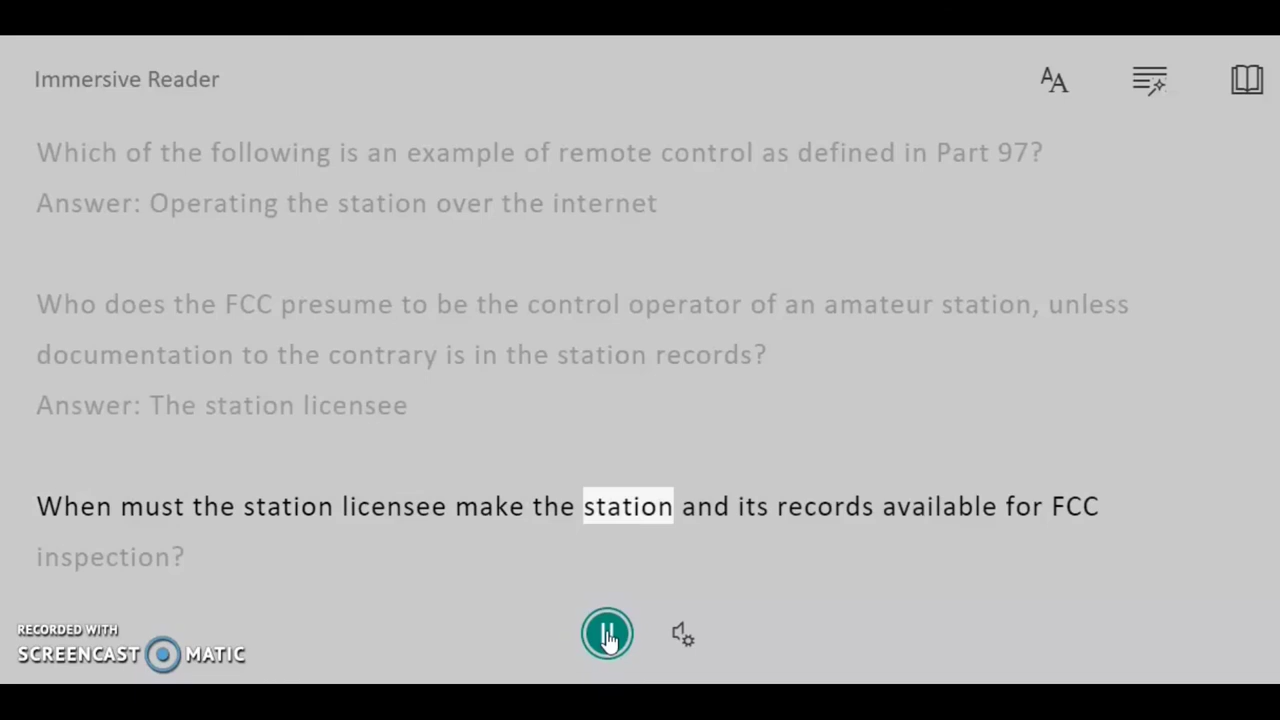 Immersive Reader
Which of the following is an example of remote control as defined in Part 97?
Answer: Operating the station over the internet
Who does the FCC presume to be the control operator of an amateur station, unless
documentation to the contrary is in the station records?
Answer: The station licensee
When must the station licensee make the station and its records available for FCC
inspection?
RECORDED WITH
SCREENCAST MATIC